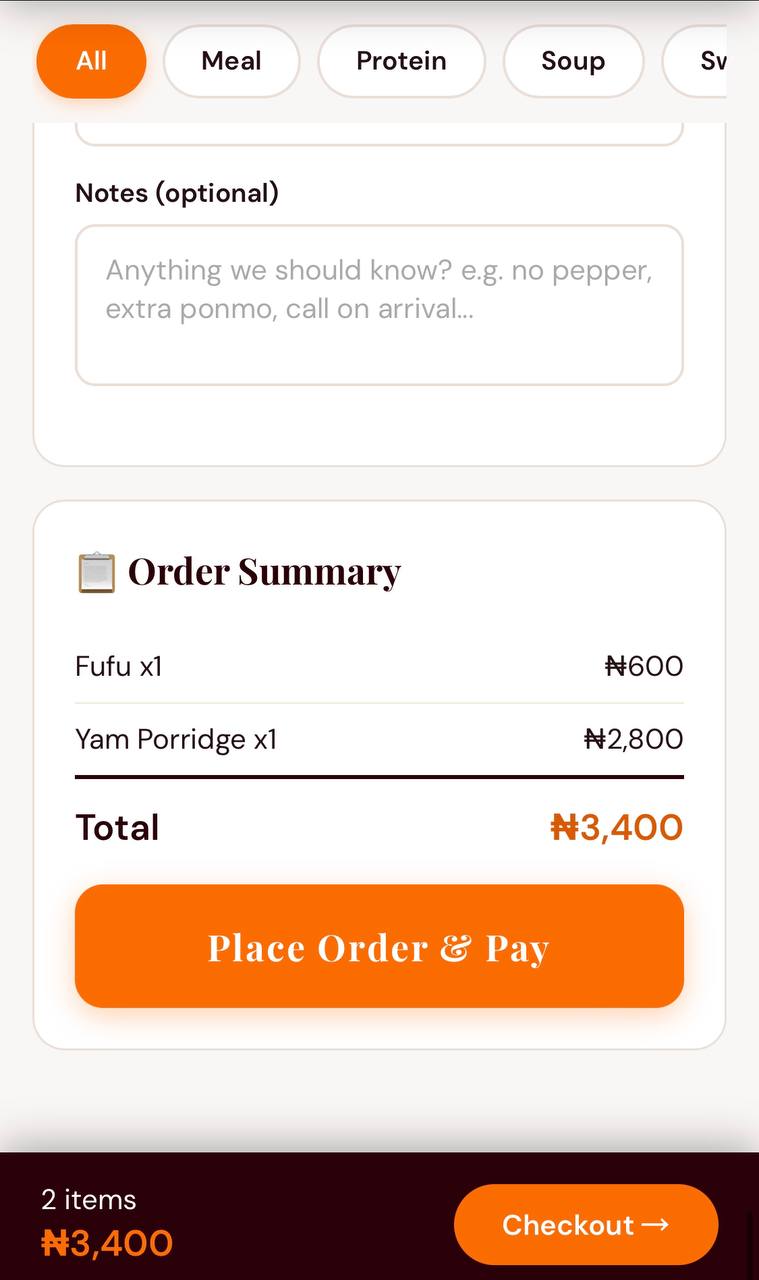 All
Meal
Protein
Soup
Sw
Notes (optional)
Anything we should know? e.g. no pepper,
extra ponmo, call on arrival...
📋 Order Summary
Fufu x1 ₦600
Yam Porridge x1 ₦2,800
Total ₦3,400
Place Order & Pay
2 items
₦3,400
Checkout →